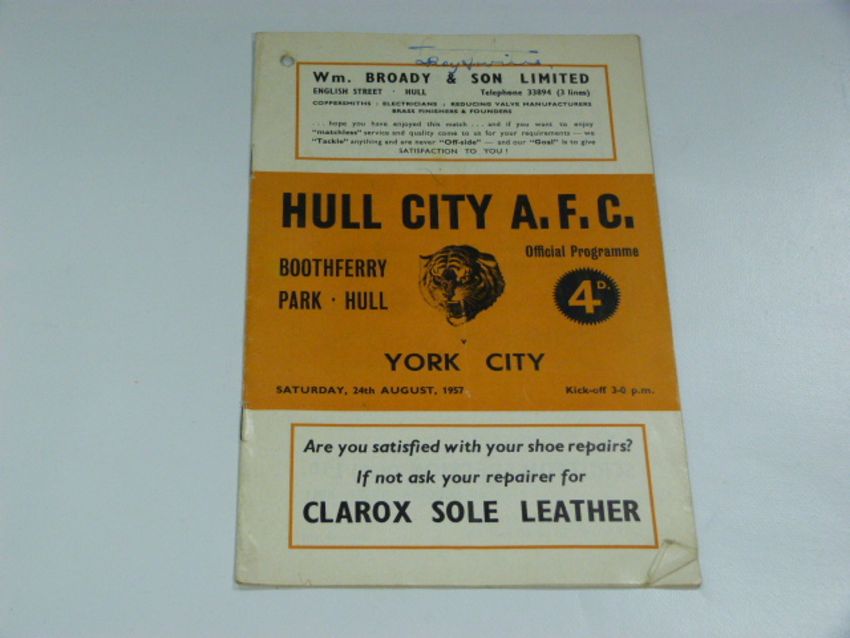 Wm. BROADY & SON LIMITED
ENGLISH STREET · HULL Telephone 33894 (3 lines)
COPPERSMITHS : ELECTRICIANS : REDUCING VALVE MANUFACTURERS
BRASS FINISHERS & FOUNDERS
. . . hope you have enjoyed this match . . . and if you want to enjoy
"matchless" service and quality come to us for your requirements — we
"Tackle" anything and are never "Off-side" — and our "Goal" is to give
SATISFACTION TO YOU !
HULL CITY A.F.C.
Official Programme
BOOTHFERRY
PARK · HULL
4D.
v
YORK CITY
SATURDAY, 24th AUGUST, 1957 Kick-off 3-0 p.m.
Are you satisfied with your shoe repairs?
If not ask your repairer for
CLAROX SOLE LEATHER